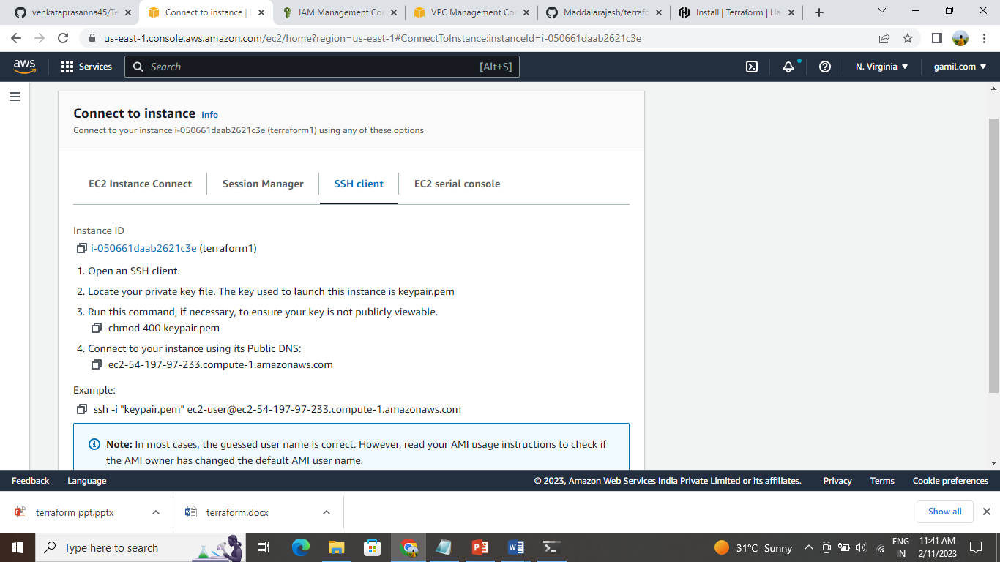 venkataprasanna45/Te
Connect to instance | E
IAM Management Con
VPC Management Con
Maddalarajesh/terrafo
Install | Terraform | Ha
us-east-1.console.aws.amazon.com/ec2/home?region=us-east-1#ConnectToInstance:instanceId=i-050661daab2621c3e
aws
Services
Search
[Alt+S]
N. Virginia
gamil.com
Connect to instance Info
Connect to your instance i-050661daab2621c3e (terraform1) using any of these options
EC2 Instance Connect
Session Manager
SSH client
EC2 serial console
Instance ID
i-050661daab2621c3e (terraform1)
1. Open an SSH client.
2. Locate your private key file. The key used to launch this instance is keypair.pem
3. Run this command, if necessary, to ensure your key is not publicly viewable.
chmod 400 keypair.pem
4. Connect to your instance using its Public DNS:
ec2-54-197-97-233.compute-1.amazonaws.com
Example:
ssh -i "keypair.pem" ec2-user@ec2-54-197-97-233.compute-1.amazonaws.com
Note: In most cases, the guessed user name is correct. However, read your AMI usage instructions to check if
the AMI owner has changed the default AMI user name.
Feedback
Language
© 2023, Amazon Web Services India Private Limited or its affiliates.
Privacy
Terms
Cookie preferences
terraform ppt.pptx
terraform.docx
Show all
Type here to search
31°C Sunny
ENG
IN
11:41 AM
2/11/2023